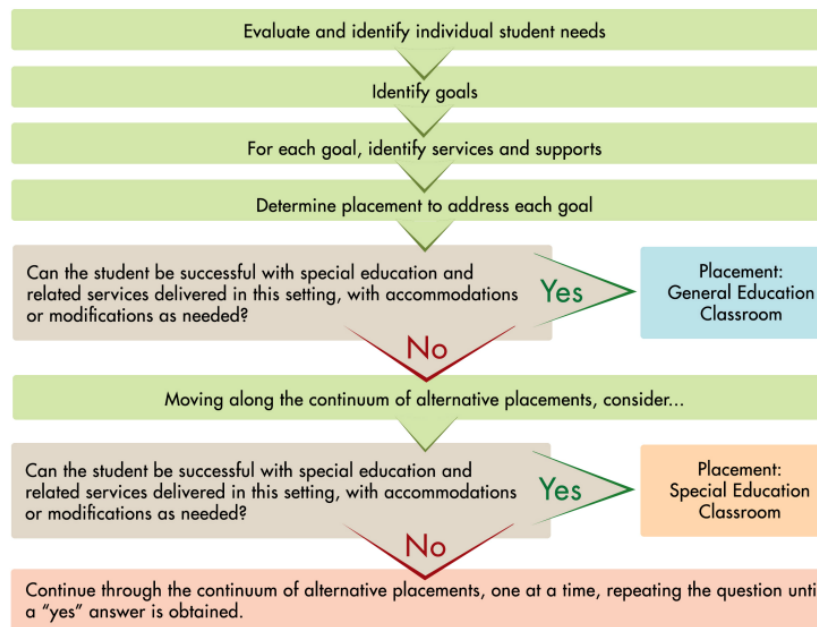 Evaluate and identify individual student needs
Identify goals
For each goal, identify services and supports
Determine placement to address each goal
Can the student be successful with special education and
related services delivered in this setting, with accommodations
or modifications as needed?
Yes
Placement:
General Education
Classroom
No
Moving along the continuum of alternative placements, consider...
Can the student be successful with special education and
related services delivered in this setting, with accommodations
or modifications as needed?
Yes
Placement:
Special Education
Classroom
No
Continue through the continuum of alternative placements, one at a time, repeating the question unti
a “yes” answer is obtained.